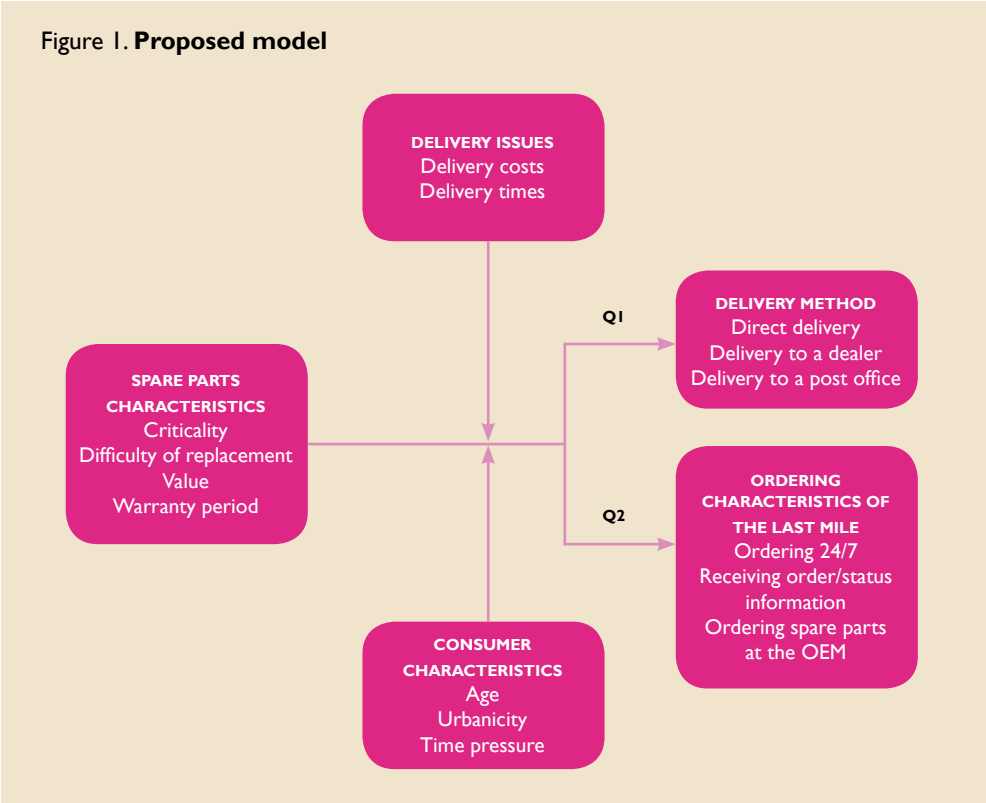 Figure 1. Proposed model
DELIVERY ISSUES
Delivery costs
Delivery times
SPARE PARTS
CHARACTERISTICS
Criticality
Difficulty of replacement
Value
Warranty period
Q1
DELIVERY METHOD
Direct delivery
Delivery to a dealer
Delivery to a post office
Q2
ORDERING
CHARACTERISTICS OF
THE LAST MILE
Ordering 24/7
Receiving order/status
information
Ordering spare parts
at the OEM
CONSUMER
CHARACTERISTICS
Age
Urbanicity
Time pressure